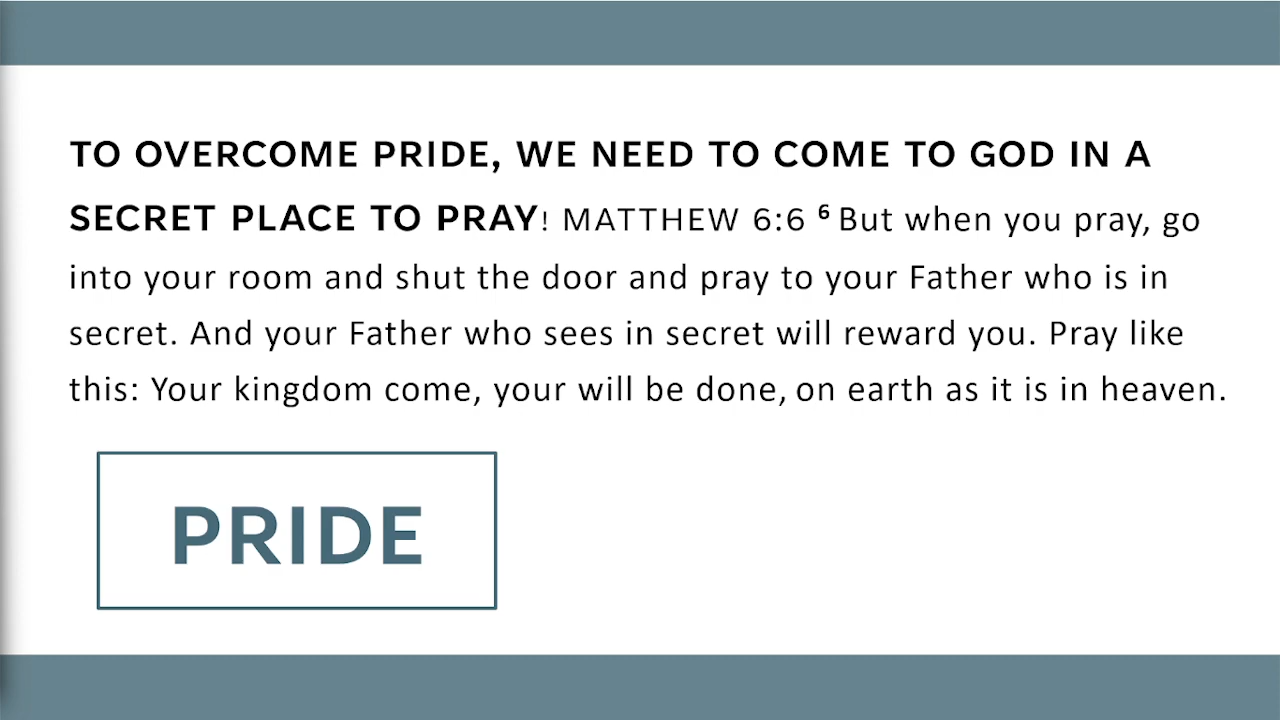 TO OVERCOME PRIDE, WE NEED TO COME TO GOD IN A
SECRET PLACE TO PRAY! MATTHEW 6:6 ⁶ But when you pray, go
into your room and shut the door and pray to your Father who is in
secret. And your Father who sees in secret will reward you. Pray like
this: Your kingdom come, your will be done, on earth as it is in heaven.
PRIDE